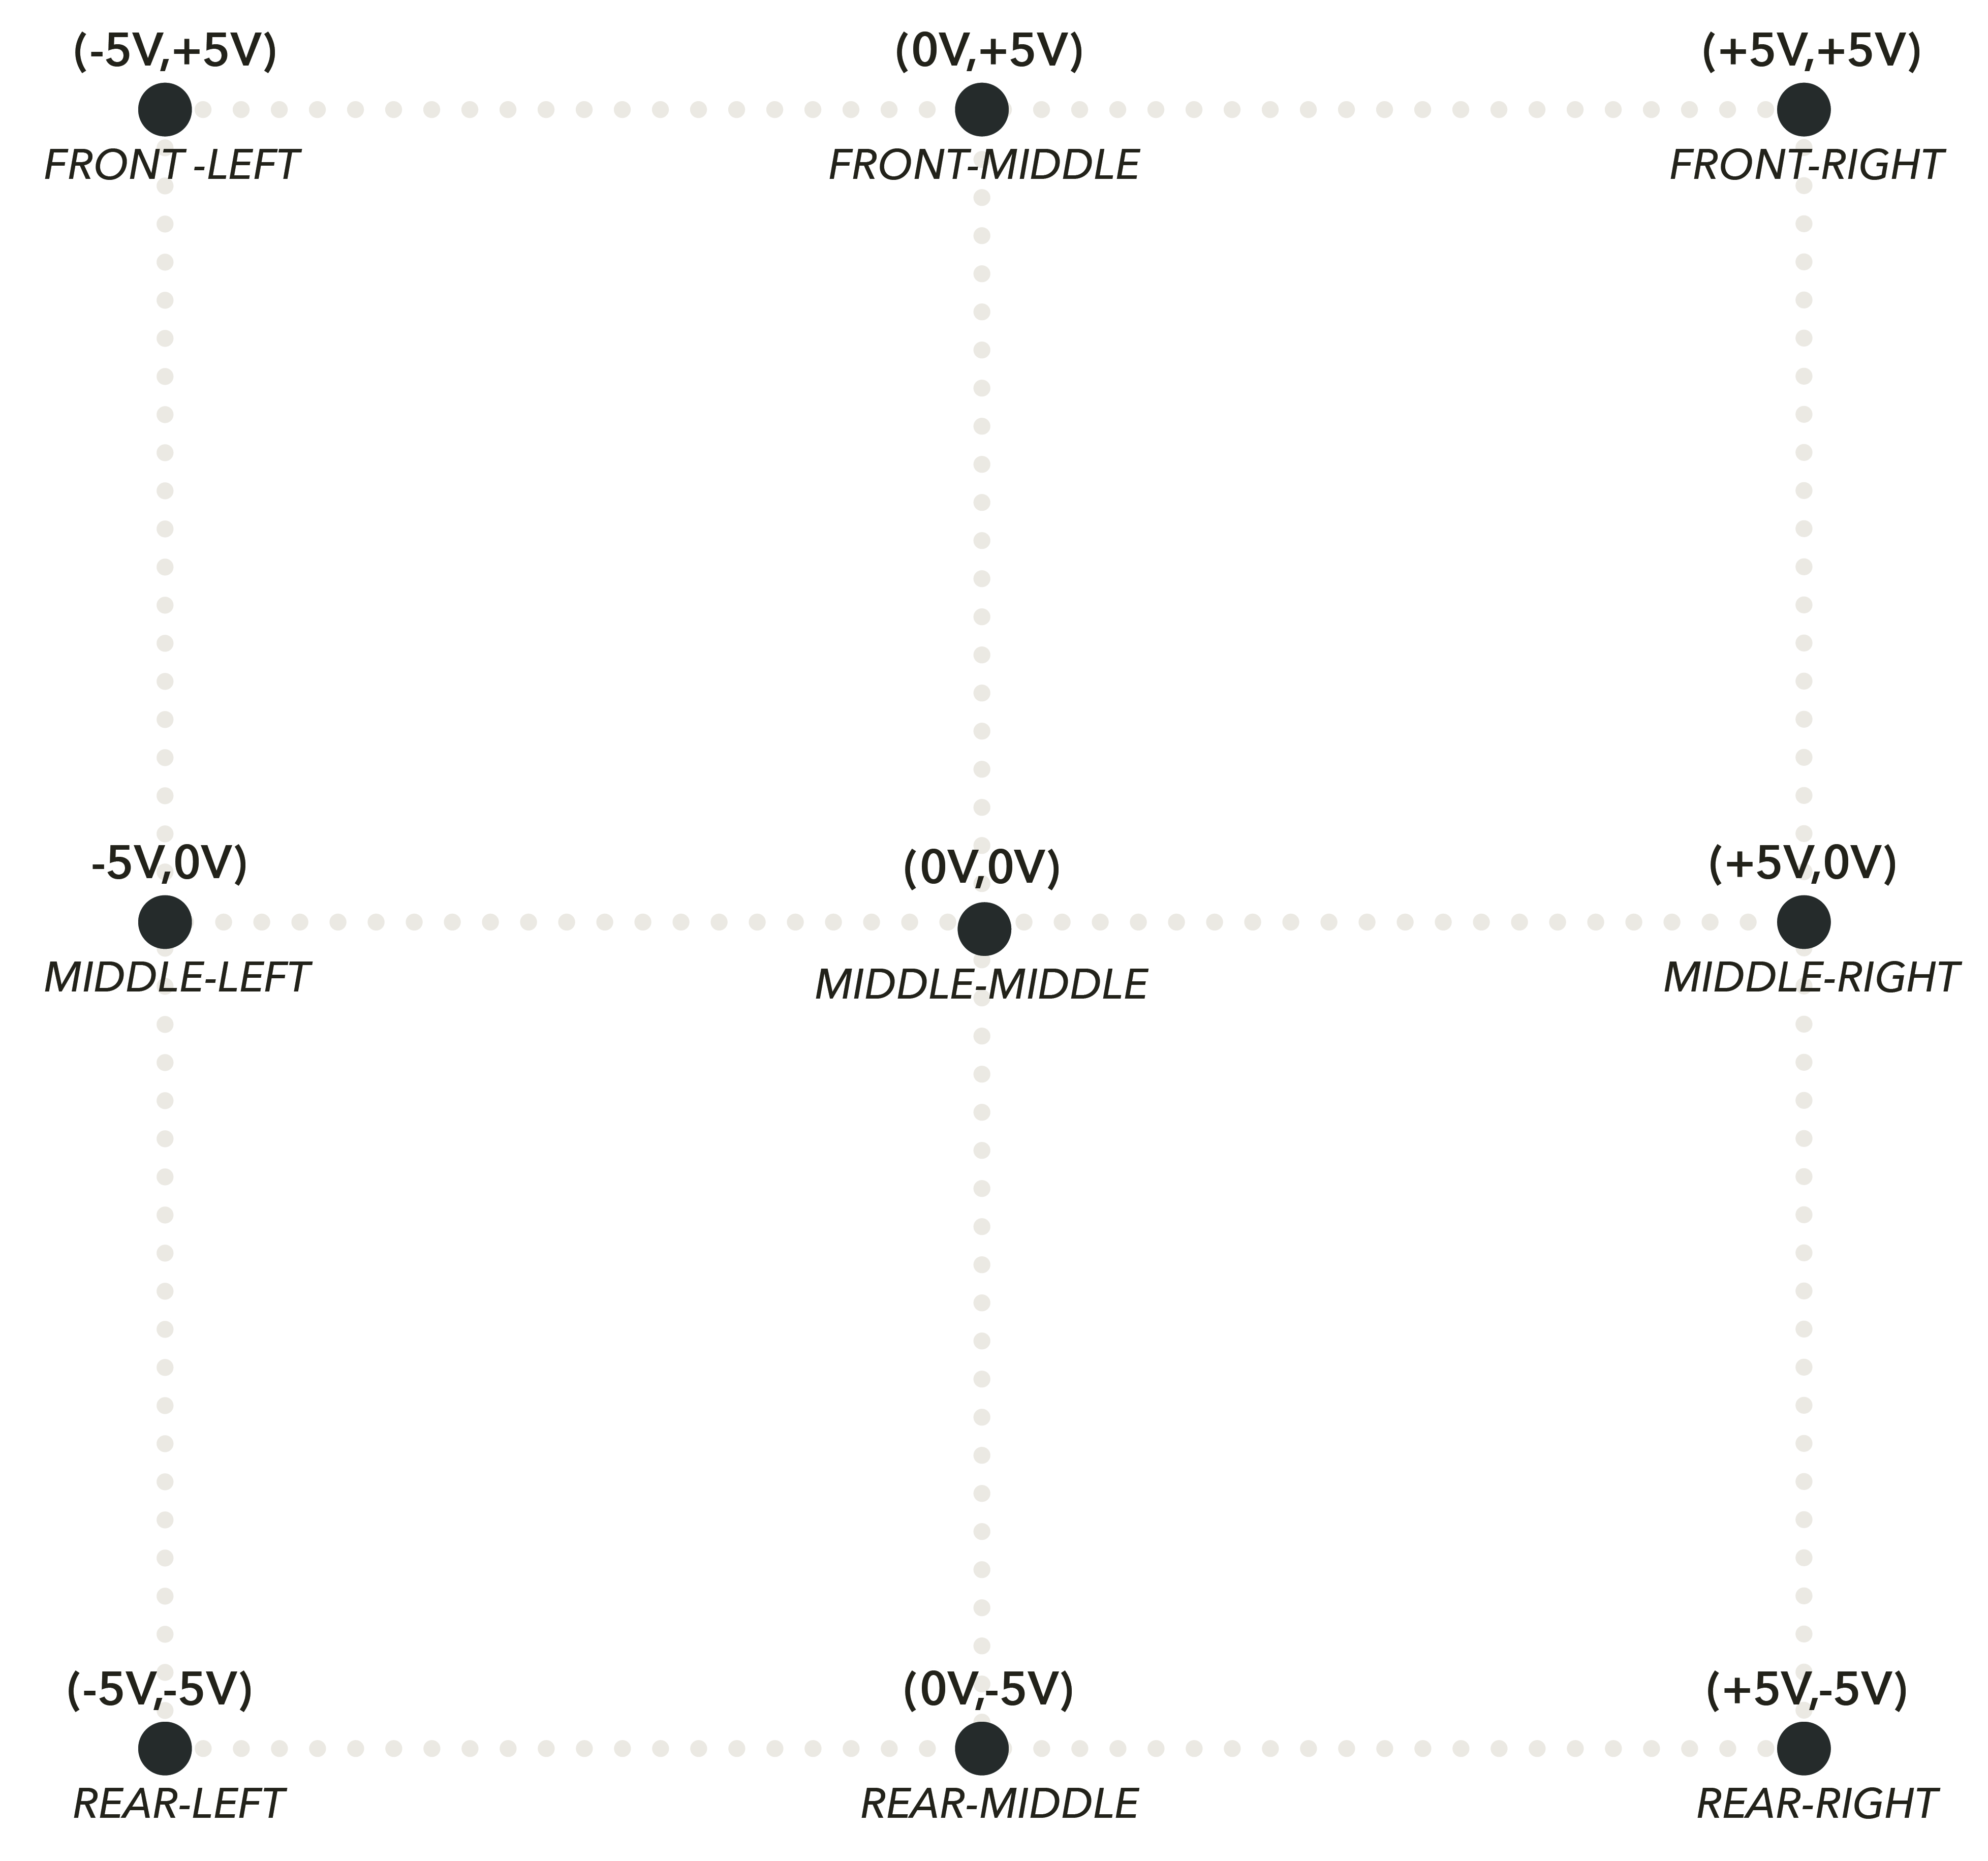 (-5V,+5V)
(0V,+5V)
(+5V,+5V)
FRONT -LEFT
FRONT-MIDDLE
FRONT-RIGHT
-5V,0V)
(0V,0V)
(+5V,0V)
MIDDLE-LEFT
MIDDLE-MIDDLE
MIDDLE-RIGHT
(-5V,-5V)
(0V,-5V)
(+5V,-5V)
REAR-LEFT
REAR-MIDDLE
REAR-RIGHT